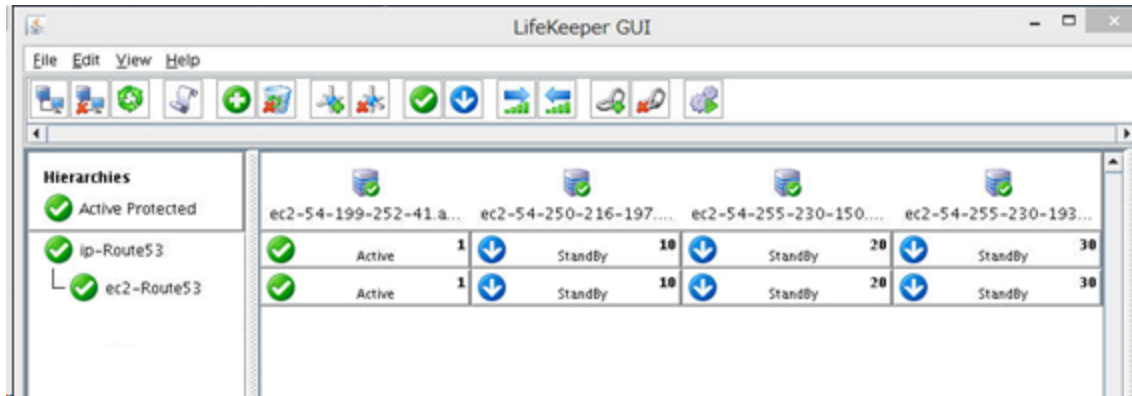 LifeKeeper GUI
File Edit View Help
Hierarchies
Active Protected
ec2-54-199-252-41.a... ec2-54-250-216-197.... ec2-54-255-230-150.... ec2-54-255-230-193...
ip-Route53
Active 1 StandBy 10 StandBy 20 StandBy 30
ec2-Route53
Active 1 StandBy 10 StandBy 20 StandBy 30